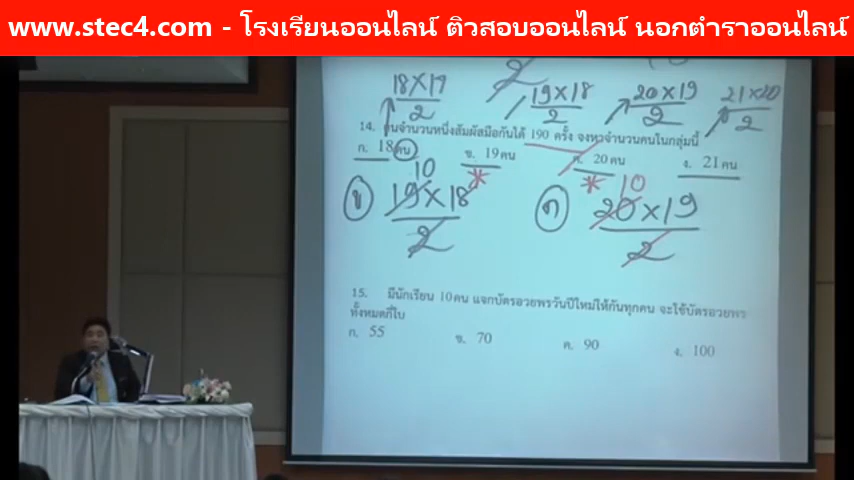 www.stec4.com - โรงเรียนออนไลน์ ติวสอบออนไลน์ นอกตำราออนไลน์
2
18×17 19×18 20×19 21×20
2 2 2 2
14. คนจำนวนหนึ่งสัมผัสมือกันได้ 190 ครั้ง จงหาจำนวนคนในกลุ่มนี้
ก. 18 คน ข. 19 คน ค. 20 คน ง. 21 คน
10 * * 10
ข 19×18 ค 20×19
2 2
15. มีนักเรียน 10 คน แจกบัตรอวยพรวันปีใหม่ให้กันทุกคน จะใช้บัตรอวยพร
ทั้งหมดกี่ใบ
ก. 55 ข. 70 ค. 90 ง. 100